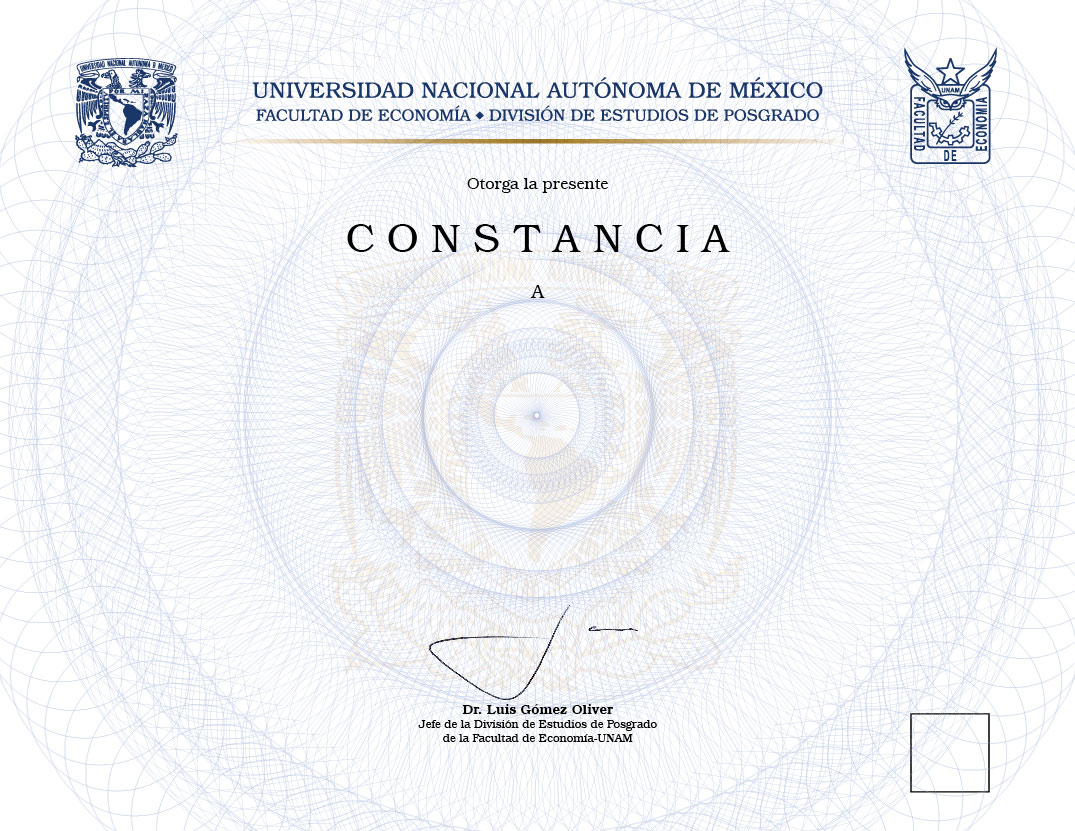 UNIVERSIDAD NACIONAL AUTÓNOMA DE MÉXICO
UNIVERSIDAD NACIONAL AUTÓNOMA DE MÉXICO
FACULTAD DE ECONOMÍA ◆ DIVISIÓN DE ESTUDIOS DE POSGRADO
UNAM
FACULTAD
DE
ECONOMIA
Otorga la presente
CONSTANCIA
A
Dr. Luis Gómez Oliver
Jefe de la División de Estudios de Posgrado
de la Facultad de Economía-UNAM